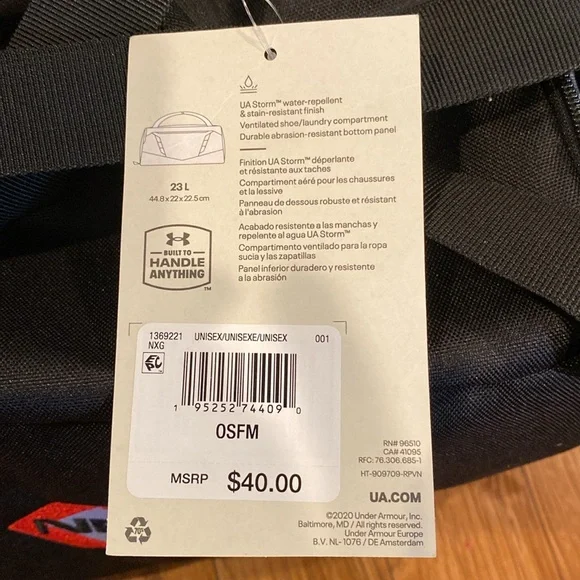 UA Storm™ water-repellent
& stain-resistant finish
Ventilated shoe/laundry compartment
Durable abrasion-resistant bottom panel
Finition UA Storm™ déperlante
et résistante aux taches
Compartiment aéré pour les chaussures
et la lessive
Panneau de dessous robuste et résistant
à l'abrasion
Acabado resistente a las manchas y
repelente al agua UA Storm™
Compartimento ventilado para la ropa
sucia y las zapatillas
Panel inferior duradero y resistente
a la abrasión
23 L
44.8 x 22 x 22.5 cm
BUILT TO
HANDLE
ANYTHING™
1369221 UNISEX/UNISEXE/UNISEX 001
NXG
1 95252 74409 0
OSFM
MSRP $40.00
RN# 96510
CA# 41095
RFC: 76.306.685-1
HT-909709-RPVN
UA.COM
©2020 Under Armour, Inc.
Baltimore, MD / All rights reserved.
Under Armour Europe
B.V. NL- 1076 / DE Amsterdam